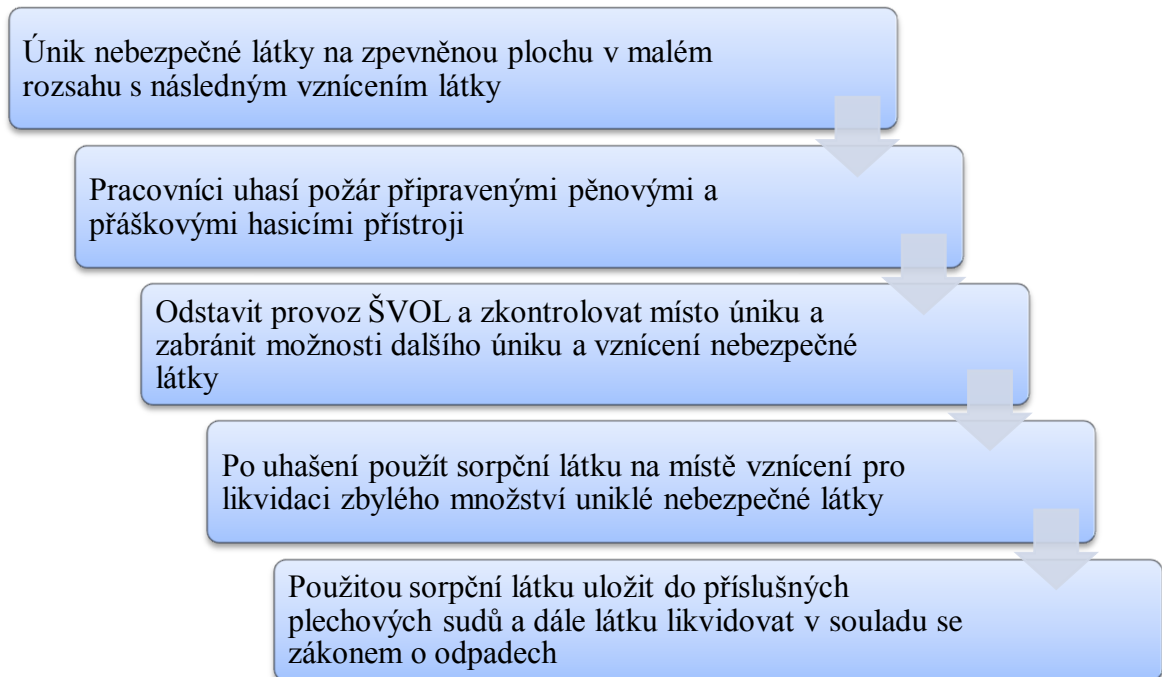 Únik nebezpečné látky na zpevněnou plochu v malém
rozsahu s následným vznícením látky
Pracovníci uhasí požár připravenými pěnovými a
přáškovými hasicími přístroji
Odstavit provoz ŠVOL a zkontrolovat místo úniku a
zabránit možnosti dalšího úniku a vznícení nebezpečné
látky
Po uhašení použít sorpční látku na místě vznícení pro
likvidaci zbylého množství uniklé nebezpečné látky
Použitou sorpční látku uložit do příslušných
plechových sudů a dále látku likvidovat v souladu se
zákonem o odpadech